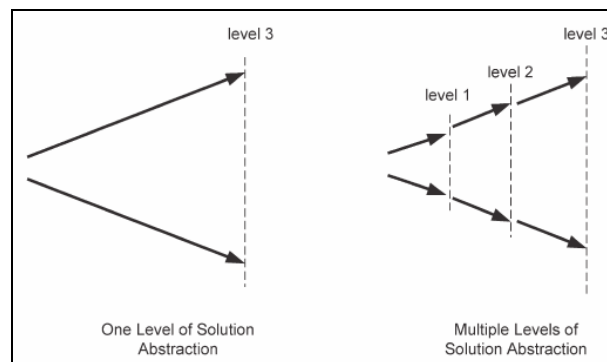 level 3
One Level of Solution
Abstraction
level 3
level 2
level 1
Multiple Levels of
Solution Abstraction